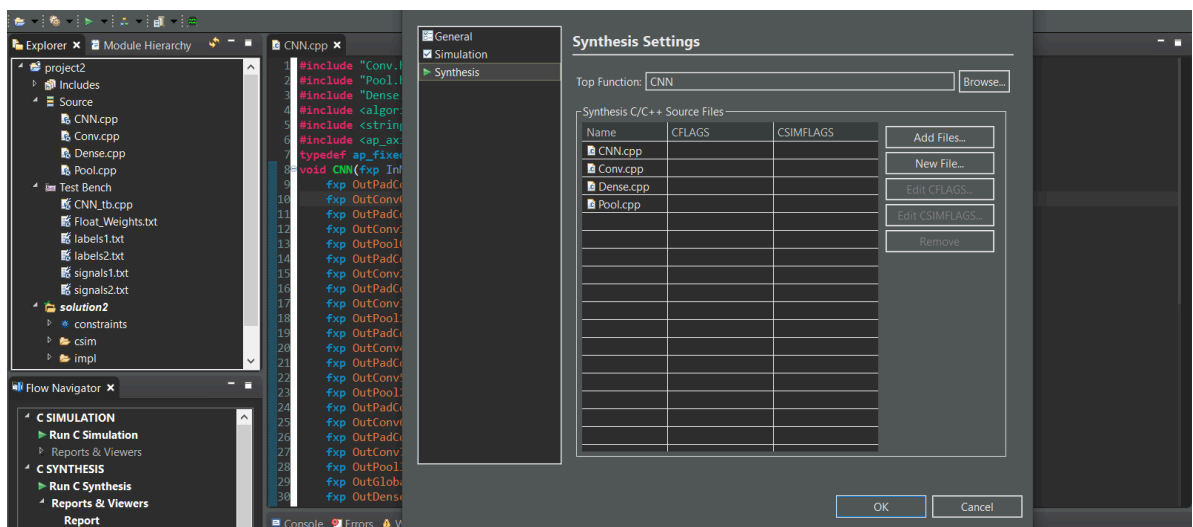 Explorer
Module Hierarchy
project2
Includes
Source
CNN.cpp
Conv.cpp
Dense.cpp
Pool.cpp
Test Bench
CNN_tb.cpp
Float_Weights.txt
labels1.txt
labels2.txt
signals1.txt
signals2.txt
solution2
constraints
csim
impl
Flow Navigator
C SIMULATION
Run C Simulation
Reports & Viewers
C SYNTHESIS
Run C Synthesis
Reports & Viewers
Report
CNN.cpp
1 #include "Conv.
2 #include "Pool.
3 #include "Dense
4 #include <algor
5 #include <string
6 #include <ap_ax
7 typedef ap_fixed
8 void CNN(fxp In
9 fxp OutPadC
10 fxp OutConv
11 fxp OutPadC
12 fxp OutConv
13 fxp OutPool
14 fxp OutPadC
15 fxp OutConv
16 fxp OutPadC
17 fxp OutConv
18 fxp OutPool
19 fxp OutPadC
20 fxp OutConv
21 fxp OutPadC
22 fxp OutConv
23 fxp OutPool
24 fxp OutPadC
25 fxp OutConv
26 fxp OutPadC
27 fxp OutConv
28 fxp OutPool
29 fxp OutGloba
30 fxp OutDens
Console
Errors
General
Simulation
Synthesis
Synthesis Settings
Top Function: CNN
Browse...
Synthesis C/C++ Source Files
Name CFLAGS CSIMFLAGS
CNN.cpp
Conv.cpp
Dense.cpp
Pool.cpp
Add Files...
New File...
Edit CFLAGS...
Edit CSIMFLAGS...
Remove
OK
Cancel